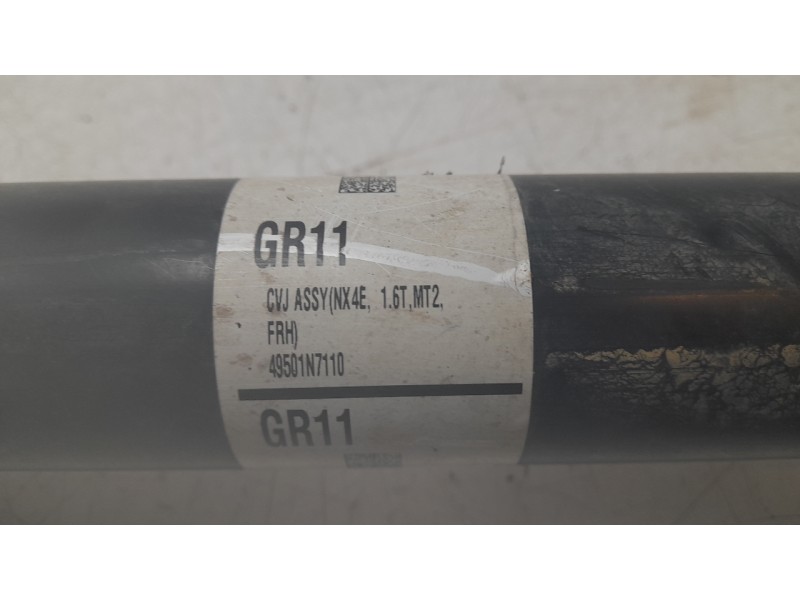 GR11
CVJ ASSY(NX4E, 1.6T,MT2,
FRH)
49501N7110
GR11